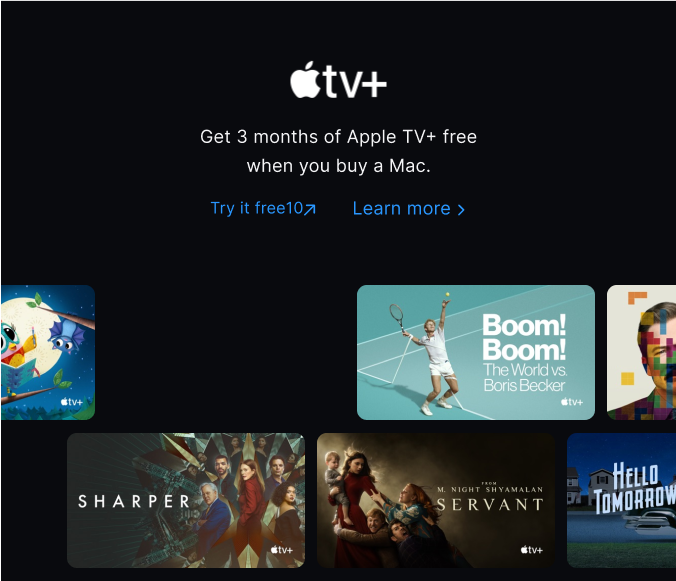 tv+
Get 3 months of Apple TV+ free
when you buy a Mac.
Try it free10
Learn more
tv+
Boom!
Boom!
The World vs.
Boris Becker
tv+
SHARPER
tv+
FROM
M. NIGHT SHYAMALAN
SERVANT
tv+
HELLO
TOMORROW